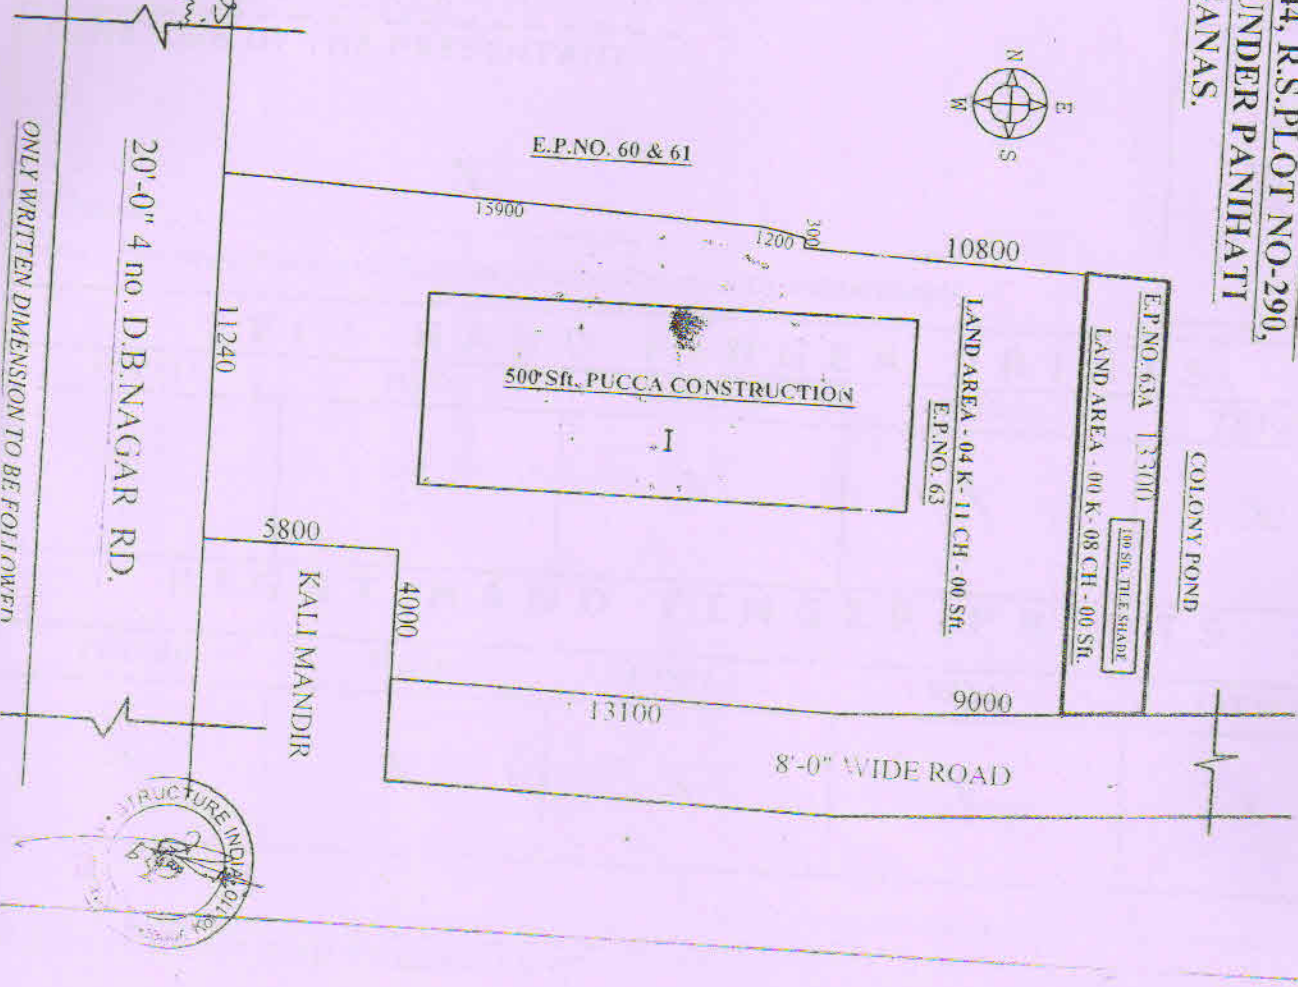 44, R.S.PLOT NO-290,
UNDER PANIHATI
ANAS.
N
E
S
W
E.P.NO. 60 & 61
15900
1200
300
10800
COLONY POND
E.P.NO. 63A
13300
100 Sft. TILE SHADE
LAND AREA - 00 K - 08 CH - 00 Sft.
LAND AREA - 04 K- 11 CH - 00 Sft.
E.P.NO. 63
500 Sft. PUCCA CONSTRUCTION
I
11240
5800
4000
KALI MANDIR
13100
9000
8'-0" WIDE ROAD
20'-0" 4 no. D.B.NAGAR RD.
ONLY WRITTEN DIMENSION TO BE FOLLOWED
STRUCTURE INDIA
Kol